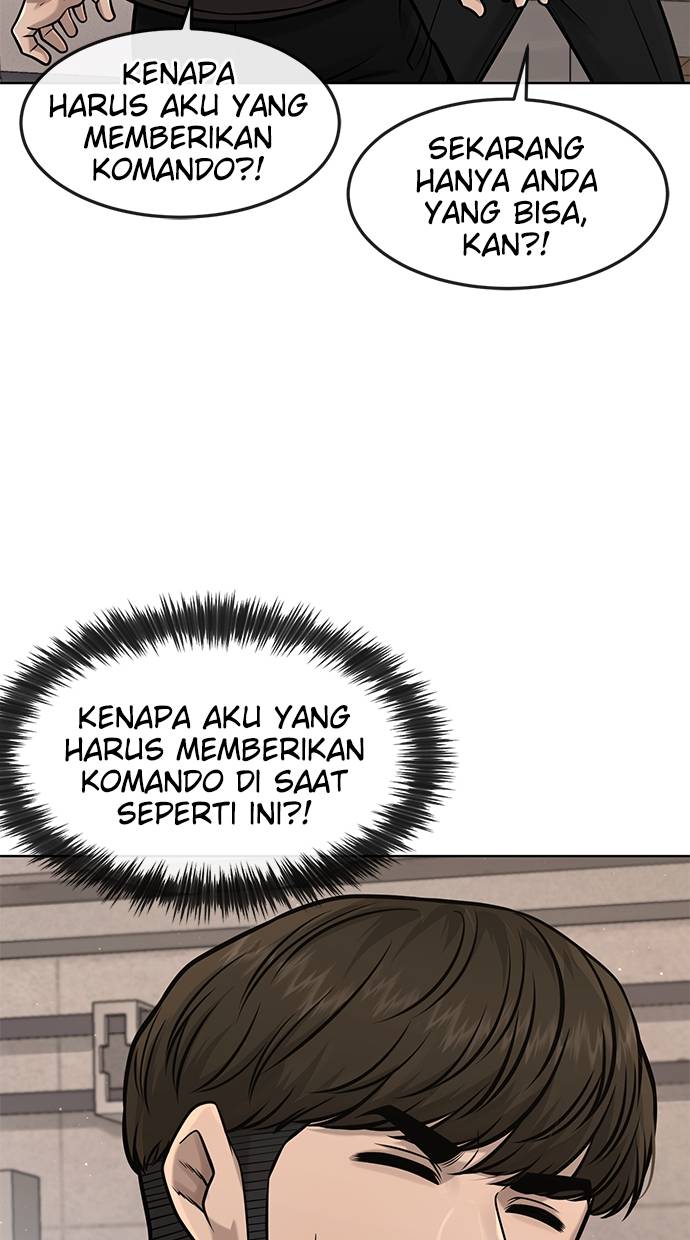 KENAPA
HARUS AKU YANG
MEMBERIKAN
KOMANDO?!
SEKARANG
HANYA ANDA
YANG BISA,
KAN?!
KENAPA AKU YANG
HARUS MEMBERIKAN
KOMANDO DI SAAT
SEPERTI INI?!